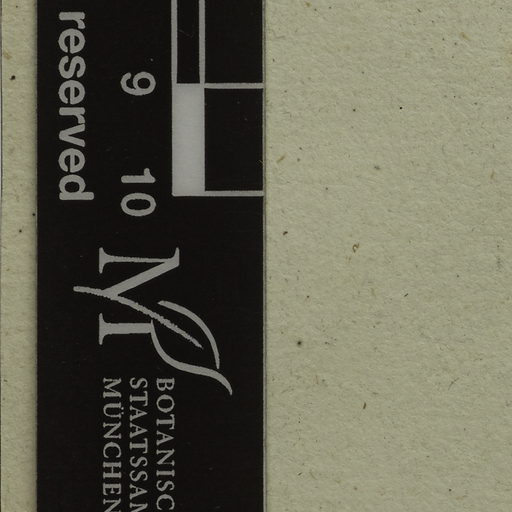 reserved
9 10
BOTANISC
STAATSSAM
MÜNCHEN